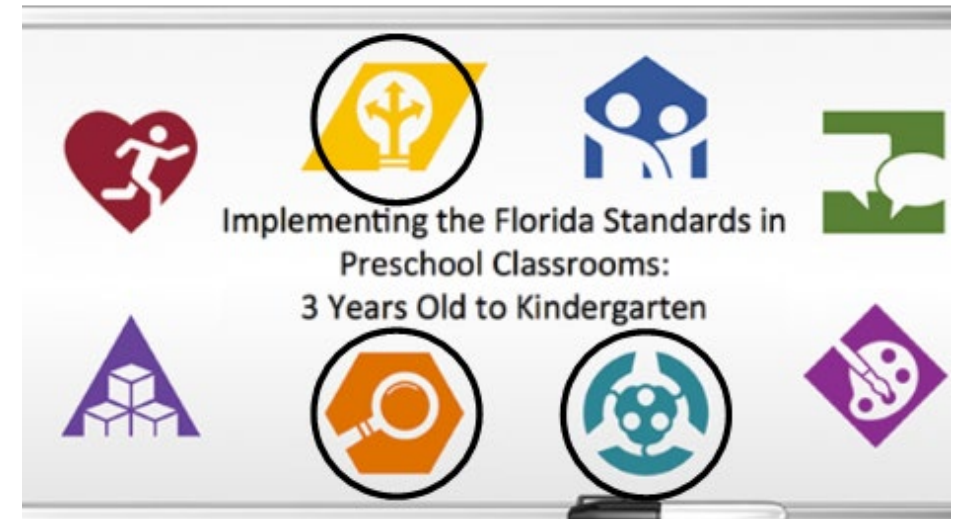 Implementing the Florida Standards in
Preschool Classrooms:
3 Years Old to Kindergarten